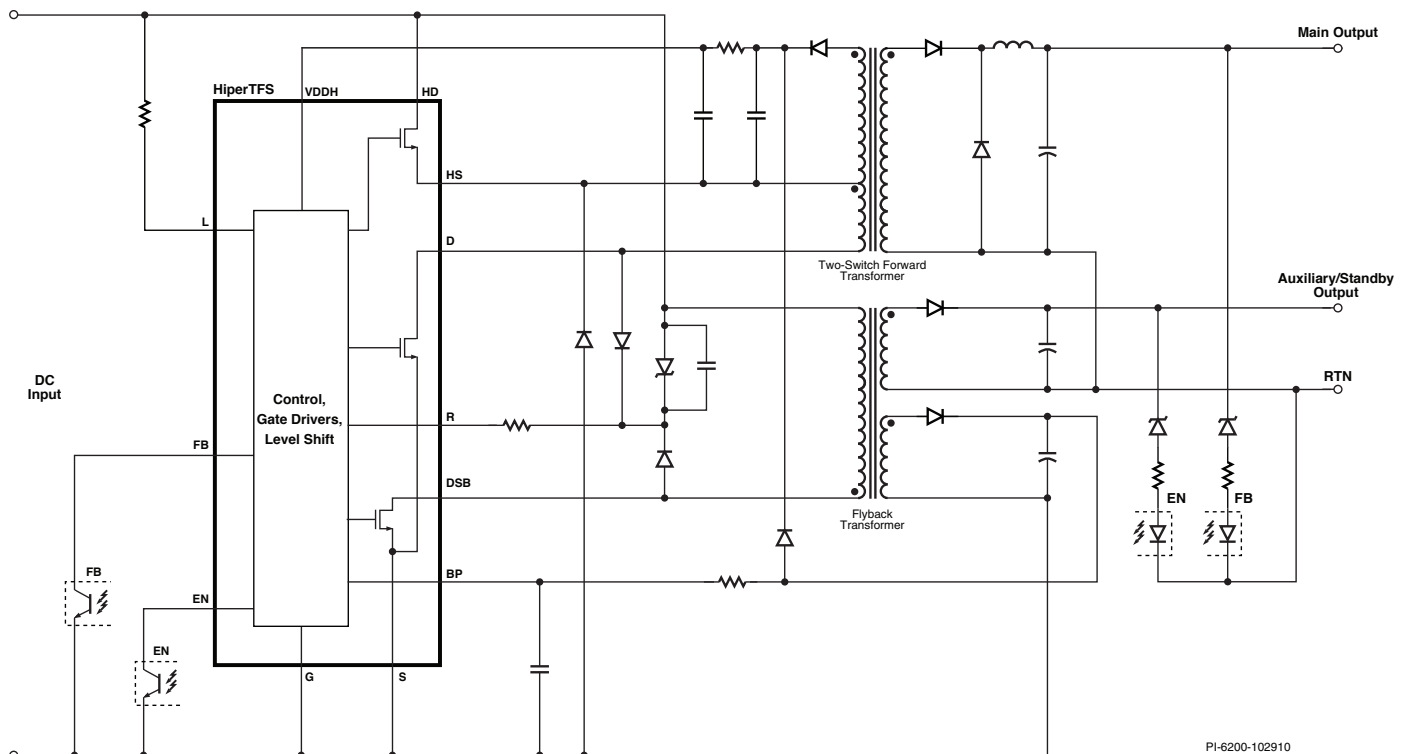 Main Output
HiperTFS
VDDH
HD
HS
L
D
Two-Switch Forward
Transformer
Auxiliary/Standby
Output
DC
Input
RTN
Control,
Gate Drivers,
Level Shift
R
FB
DSB
EN
FB
Flyback
Transformer
FB
BP
EN
EN
G
S
PI-6200-102910